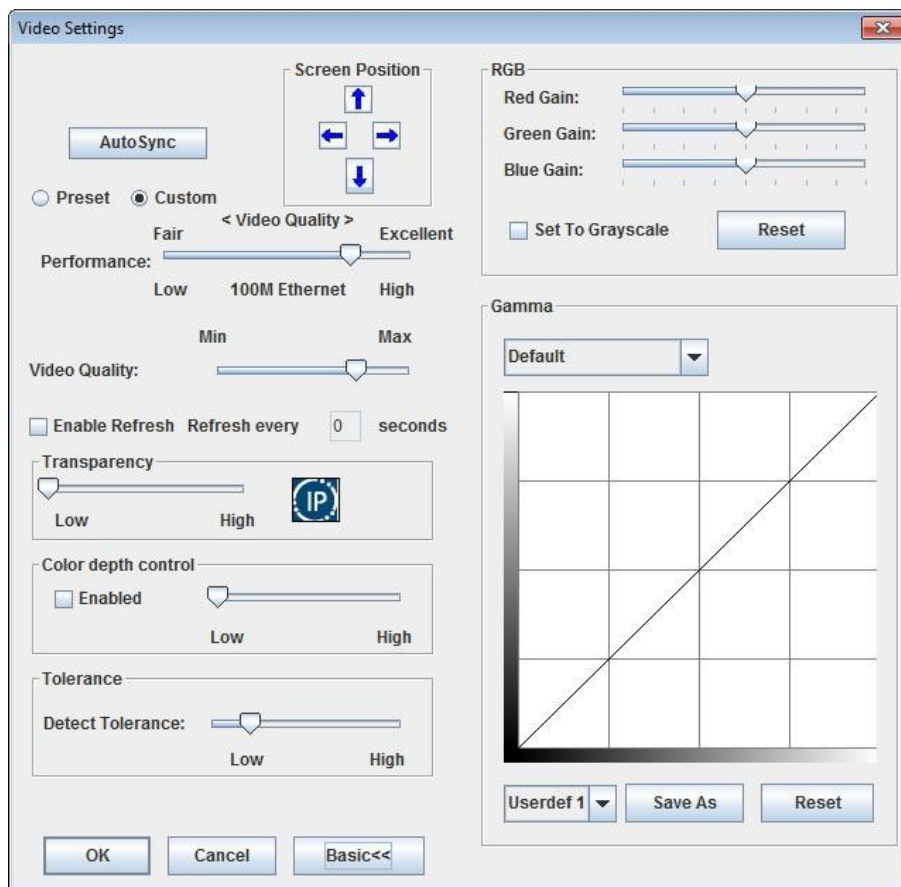 Video Settings
Screen Position
AutoSync
Preset Custom
< Video Quality >
Fair Excellent
Performance:
Low 100M Ethernet High
Min Max
Video Quality:
Enable Refresh Refresh every 0 seconds
Transparency
IP
Low High
Color depth control
Enabled
Low High
Tolerance
Detect Tolerance:
Low High
OK Cancel Basic<<
RGB
Red Gain:
Green Gain:
Blue Gain:
Set To Grayscale Reset
Gamma
Default
Userdef 1 Save As Reset